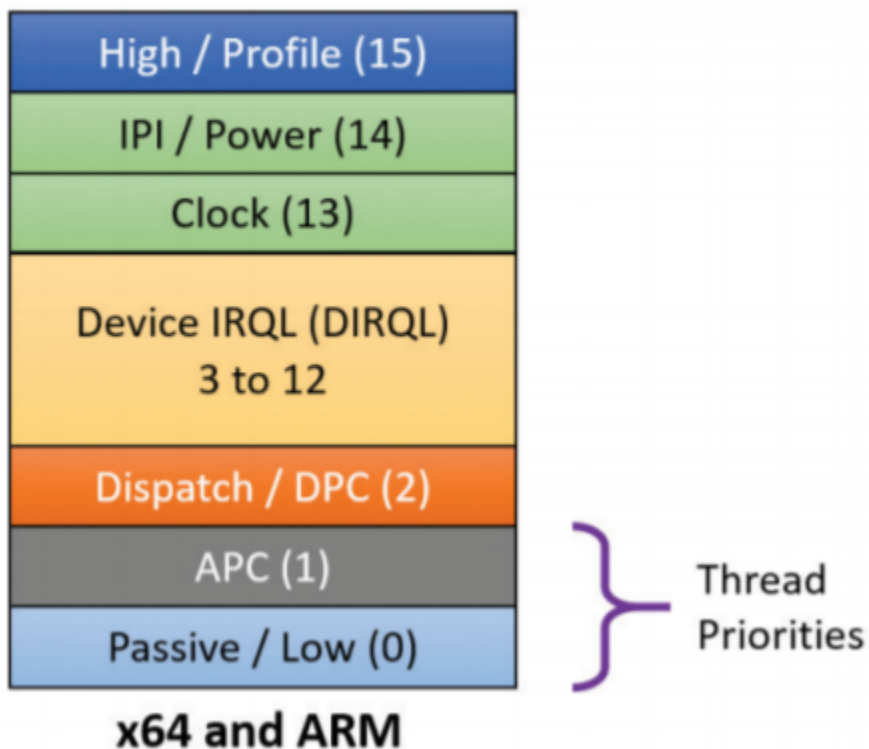 High / Profile (15)
IPI / Power (14)
Clock (13)
Device IRQL (DIRQL)
3 to 12
Dispatch / DPC (2)
APC (1)
Passive / Low (0)
Thread
Priorities
x64 and ARM